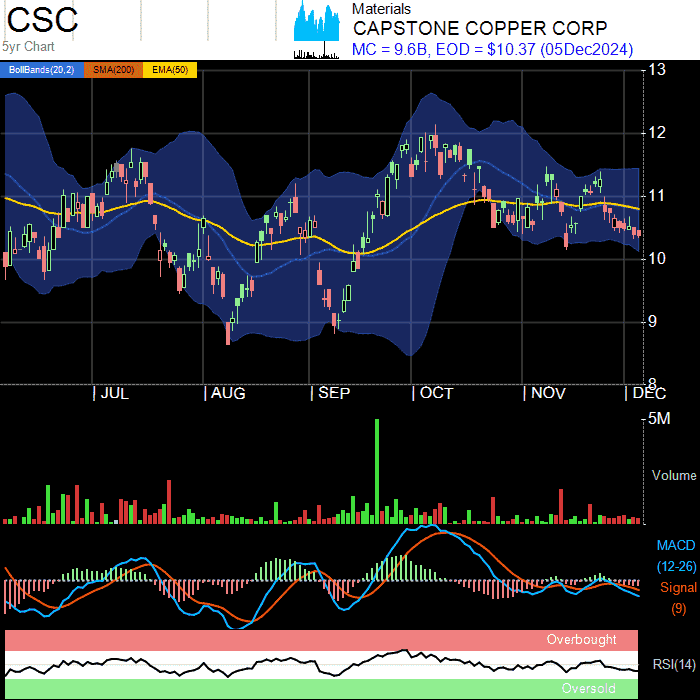 CSC
5yr Chart
Materials
CAPSTONE COPPER CORP
MC = 9.6B, EOD = $10.37 (05Dec2024)
BollBands(20,2) SMA(200) EMA(50)
13
12
11
10
9
8
| JUL | AUG | SEP | OCT | NOV | DEC
5M
Volume
MACD
(12-26)
Signal
(9)
Overbought
RSI(14)
Oversold